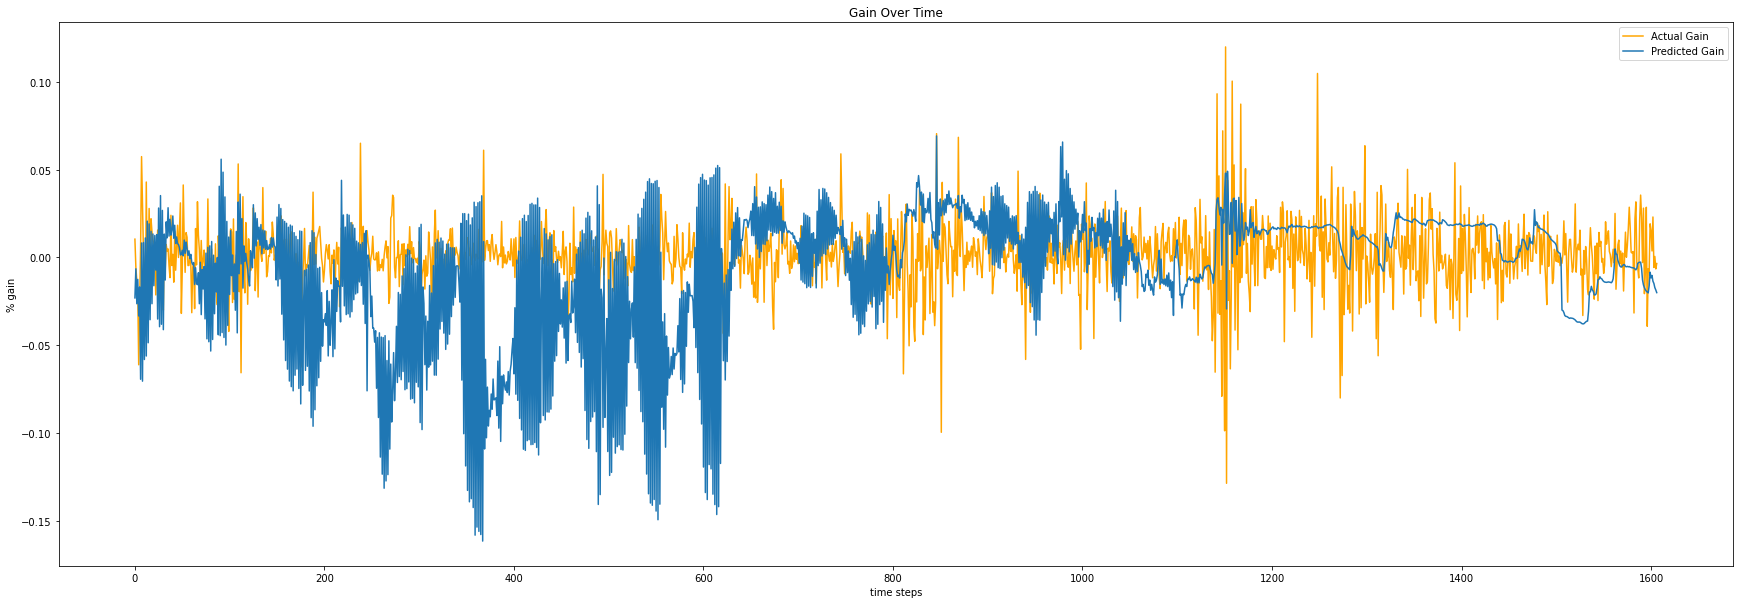 Gain Over Time
Actual Gain
Predicted Gain
0.10
0.05
0.00
−0.05
−0.10
−0.15
% gain
0 200 400 600 800 1000 1200 1400 1600
time steps